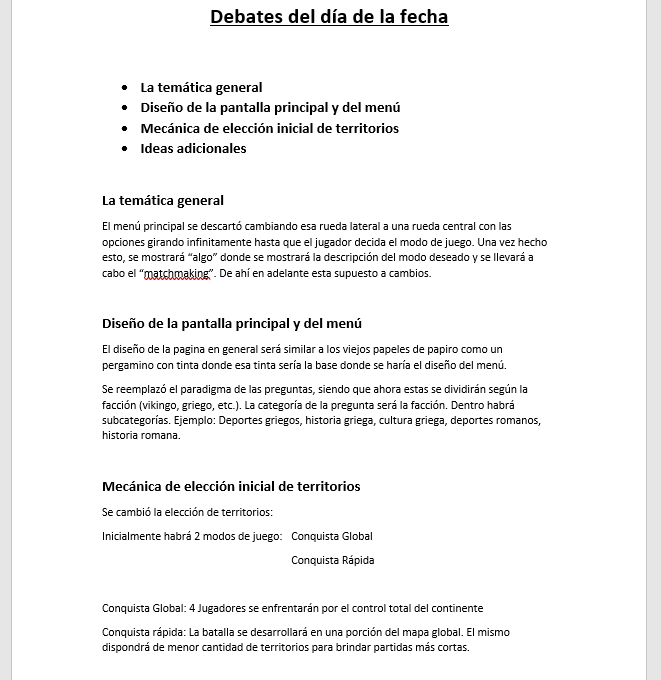 Debates del día de la fecha
• La temática general
• Diseño de la pantalla principal y del menú
• Mecánica de elección inicial de territorios
• Ideas adicionales
La temática general
El menú principal se descartó cambiando esa rueda lateral a una rueda central con las
opciones girando infinitamente hasta que el jugador decida el modo de juego. Una vez hecho
esto, se mostrará “algo” donde se mostrará la descripción del modo deseado y se llevará a
cabo el “matchmaking”. De ahí en adelante esta supuesto a cambios.
Diseño de la pantalla principal y del menú
El diseño de la pagina en general será similar a los viejos papeles de papiro como un
pergamino con tinta donde esa tinta sería la base donde se haría el diseño del menú.
Se reemplazó el paradigma de las preguntas, siendo que ahora estas se dividirán según la
facción (vikingo, griego, etc.). La categoría de la pregunta será la facción. Dentro habrá
subcategorías. Ejemplo: Deportes griegos, historia griega, cultura griega, deportes romanos,
historia romana.
Mecánica de elección inicial de territorios
Se cambió la elección de territorios:
Inicialmente habrá 2 modos de juego: Conquista Global
Conquista Rápida
Conquista Global: 4 Jugadores se enfrentarán por el control total del continente
Conquista rápida: La batalla se desarrollará en una porción del mapa global. El mismo
dispondrá de menor cantidad de territorios para brindar partidas más cortas.